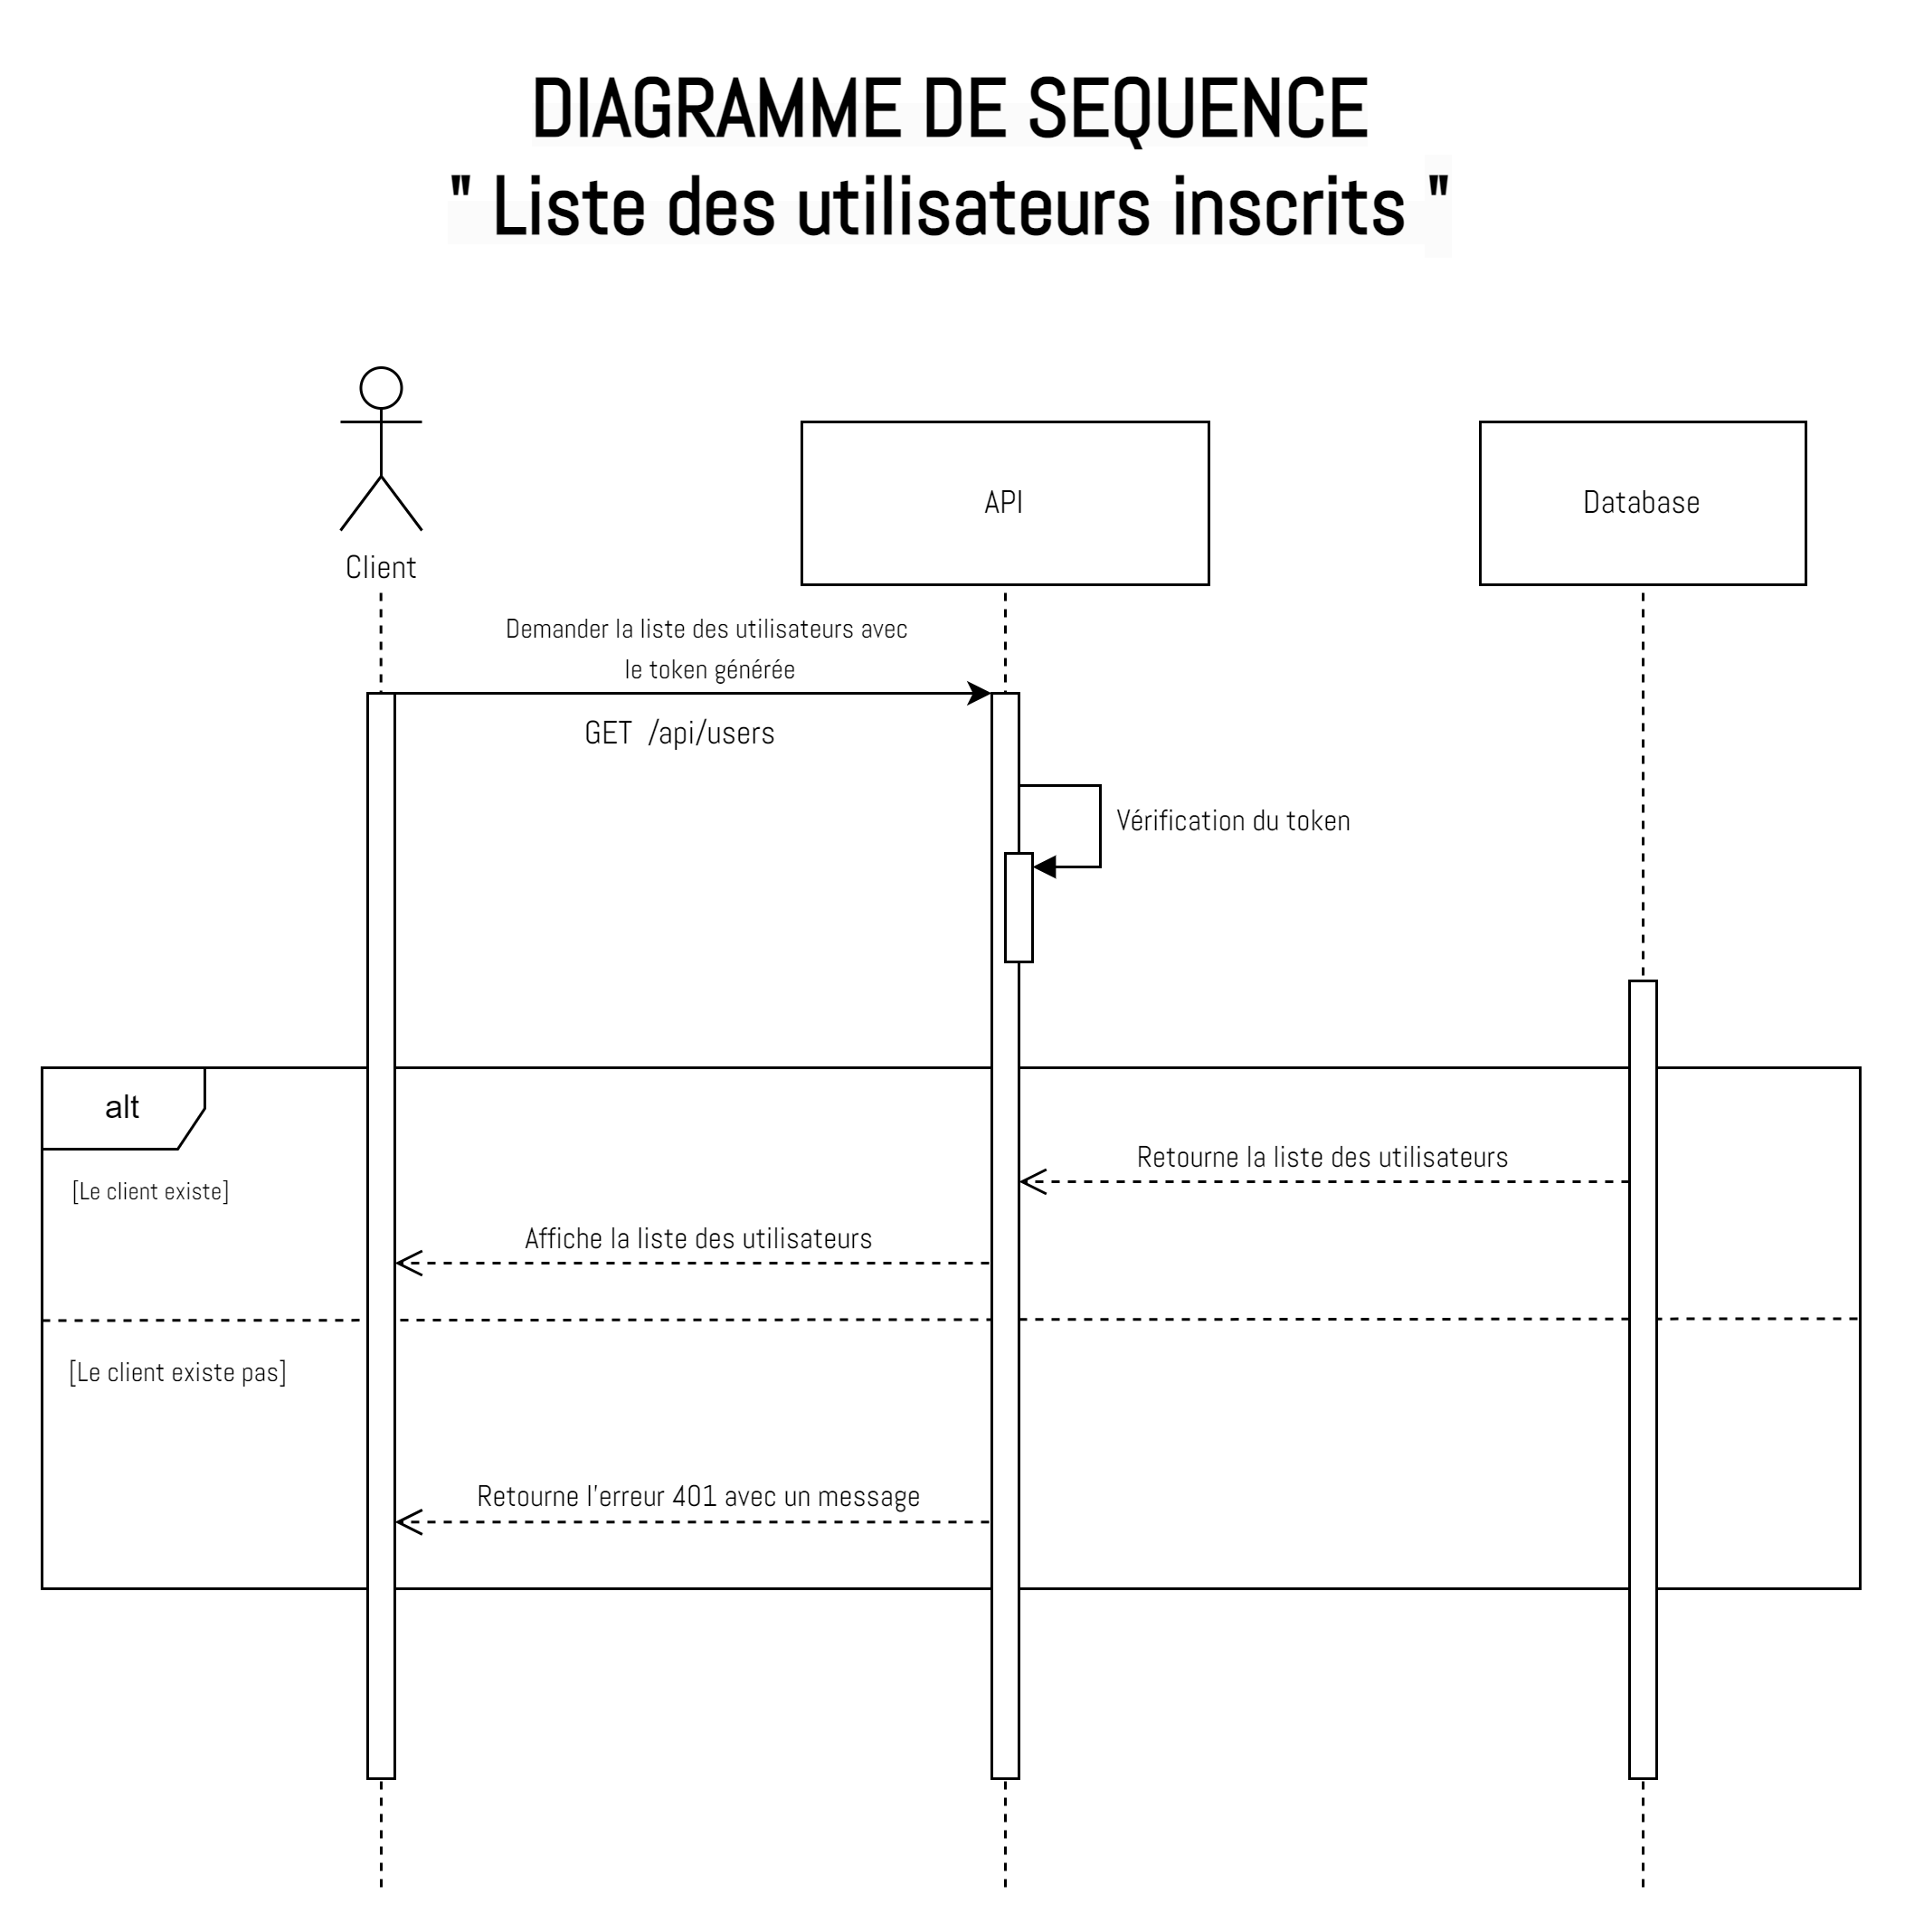 DIAGRAMME DE SEQUENCE
" Liste des utilisateurs inscrits "
Client
API
Database
Demander la liste des utilisateurs avec
le token générée
GET /api/users
Vérification du token
alt
Retourne la liste des utilisateurs
[Le client existe]
Affiche la liste des utilisateurs
[Le client existe pas]
Retourne l'erreur 401 avec un message